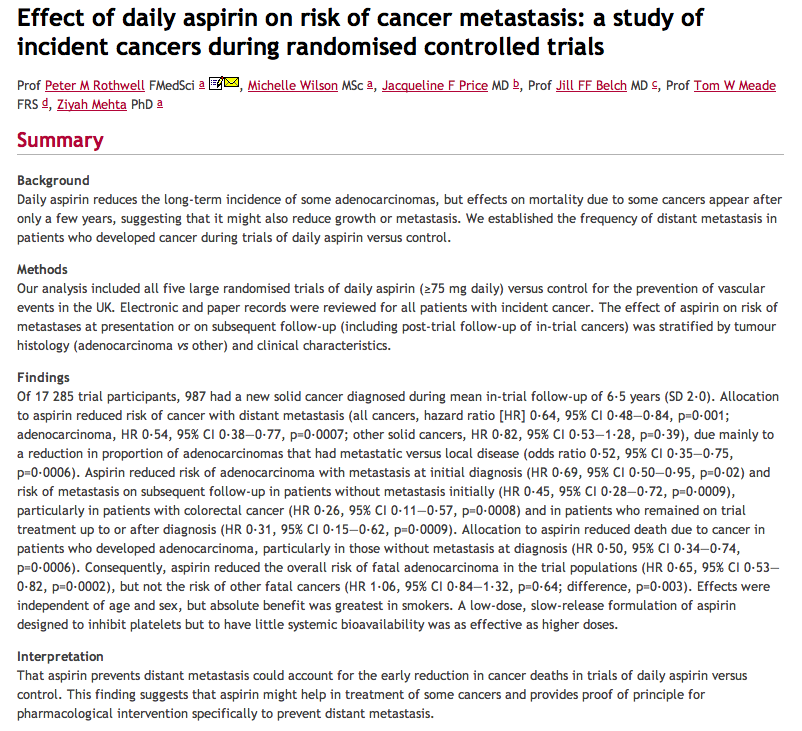 Effect of daily aspirin on risk of cancer metastasis: a study of
incident cancers during randomised controlled trials
Prof Peter M Rothwell FMedSci a, Michelle Wilson MSc a, Jacqueline F Price MD b, Prof Jill FF Belch MD c, Prof Tom W Meade
FRS d, Ziyah Mehta PhD a
Summary
Background
Daily aspirin reduces the long-term incidence of some adenocarcinomas, but effects on mortality due to some cancers appear after
only a few years, suggesting that it might also reduce growth or metastasis. We established the frequency of distant metastasis in
patients who developed cancer during trials of daily aspirin versus control.
Methods
Our analysis included all five large randomised trials of daily aspirin (≥75 mg daily) versus control for the prevention of vascular
events in the UK. Electronic and paper records were reviewed for all patients with incident cancer. The effect of aspirin on risk of
metastases at presentation or on subsequent follow-up (including post-trial follow-up of in-trial cancers) was stratified by tumour
histology (adenocarcinoma vs other) and clinical characteristics.
Findings
Of 17 285 trial participants, 987 had a new solid cancer diagnosed during mean in-trial follow-up of 6·5 years (SD 2·0). Allocation
to aspirin reduced risk of cancer with distant metastasis (all cancers, hazard ratio [HR] 0·64, 95% CI 0·48—0·84, p=0·001;
adenocarcinoma, HR 0·54, 95% CI 0·38—0·77, p=0·0007; other solid cancers, HR 0·82, 95% CI 0·53—1·28, p=0·39), due mainly to
a reduction in proportion of adenocarcinomas that had metastatic versus local disease (odds ratio 0·52, 95% CI 0·35—0·75,
p=0·0006). Aspirin reduced risk of adenocarcinoma with metastasis at initial diagnosis (HR 0·69, 95% CI 0·50—0·95, p=0·02) and
risk of metastasis on subsequent follow-up in patients without metastasis initially (HR 0·45, 95% CI 0·28—0·72, p=0·0009),
particularly in patients with colorectal cancer (HR 0·26, 95% CI 0·11—0·57, p=0·0008) and in patients who remained on trial
treatment up to or after diagnosis (HR 0·31, 95% CI 0·15—0·62, p=0·0009). Allocation to aspirin reduced death due to cancer in
patients who developed adenocarcinoma, particularly in those without metastasis at diagnosis (HR 0·50, 95% CI 0·34—0·74,
p=0·0006). Consequently, aspirin reduced the overall risk of fatal adenocarcinoma in the trial populations (HR 0·65, 95% CI 0·53—
0·82, p=0·0002), but not the risk of other fatal cancers (HR 1·06, 95% CI 0·84—1·32, p=0·64; difference, p=0·003). Effects were
independent of age and sex, but absolute benefit was greatest in smokers. A low-dose, slow-release formulation of aspirin
designed to inhibit platelets but to have little systemic bioavailability was as effective as higher doses.
Interpretation
That aspirin prevents distant metastasis could account for the early reduction in cancer deaths in trials of daily aspirin versus
control. This finding suggests that aspirin might help in treatment of some cancers and provides proof of principle for
pharmacological intervention specifically to prevent distant metastasis.